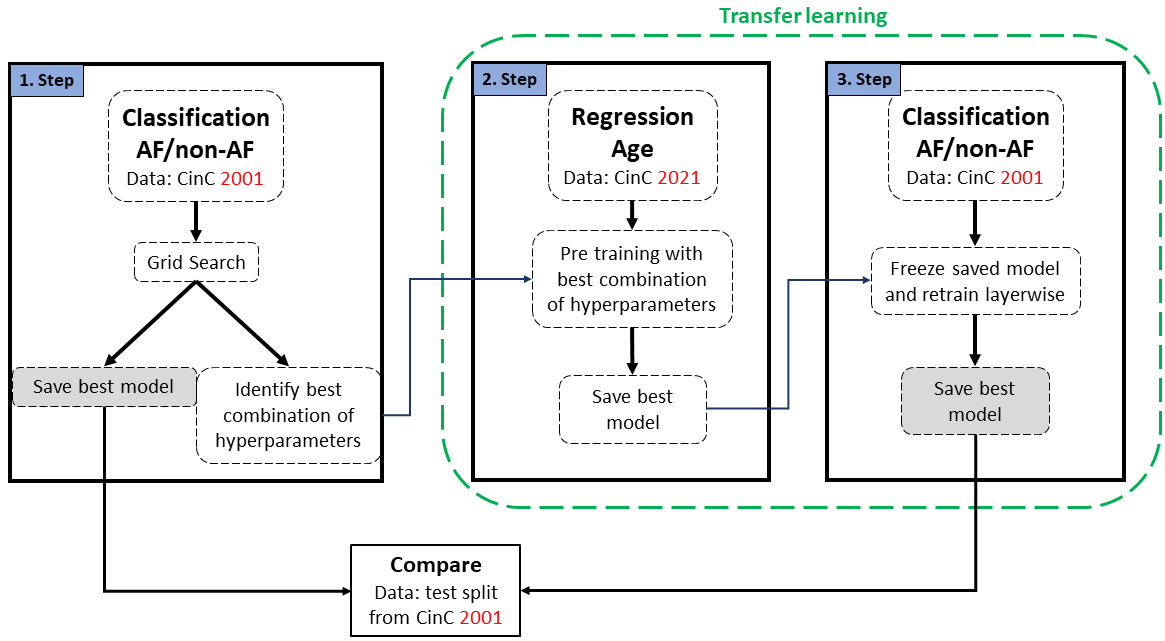 Transfer learning
1. Step
Classification
AF/non-AF
Data: CinC 2001
Grid Search
Save best model
Identify best
combination of
hyperparameters
2. Step
Regression
Age
Data: CinC 2021
Pre training with
best combination
of hyperparameters
Save best
model
3. Step
Classification
AF/non-AF
Data: CinC 2001
Freeze saved model
and retrain layerwise
Save best
model
Compare
Data: test split
from CinC 2001